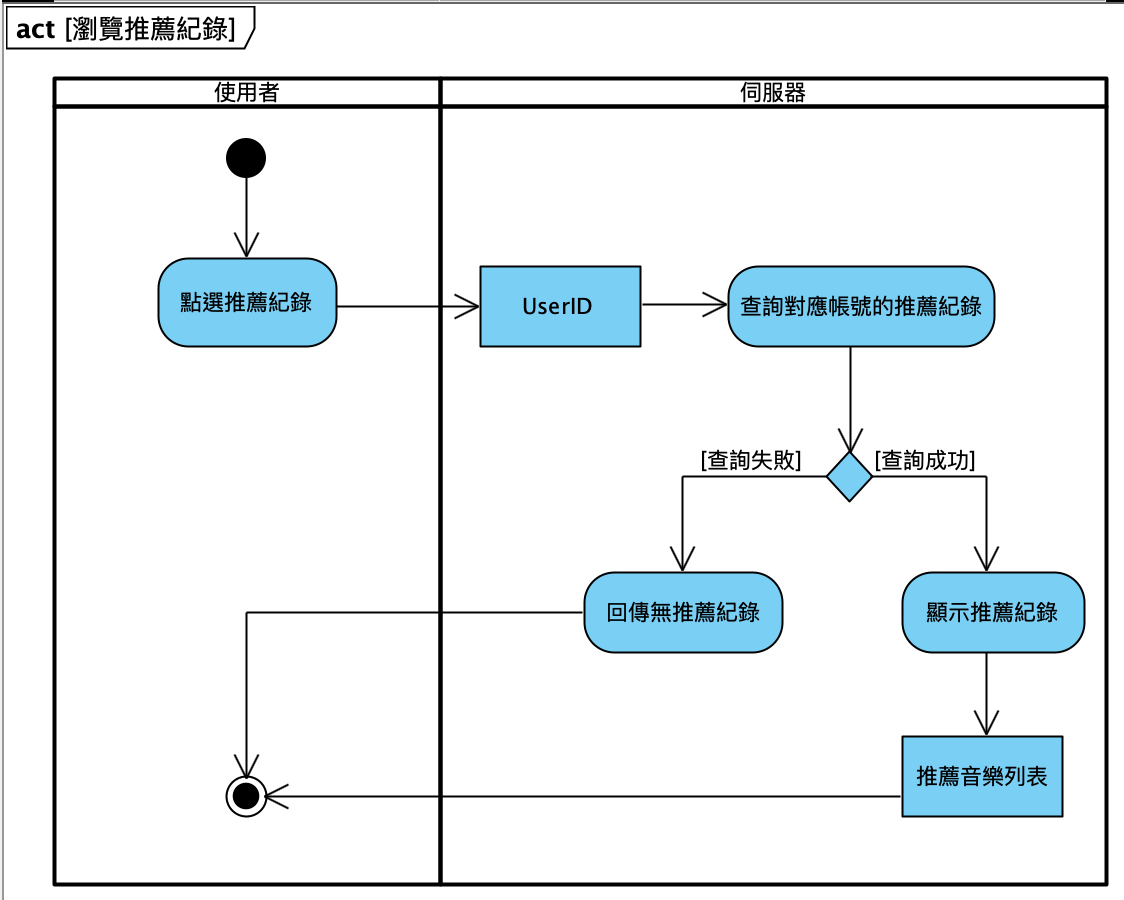 act [瀏覽推薦紀錄]
使用者
伺服器
點選推薦紀錄
UserID
查詢對應帳號的推薦紀錄
[查詢失敗]
[查詢成功]
回傳無推薦紀錄
顯示推薦紀錄
推薦音樂列表